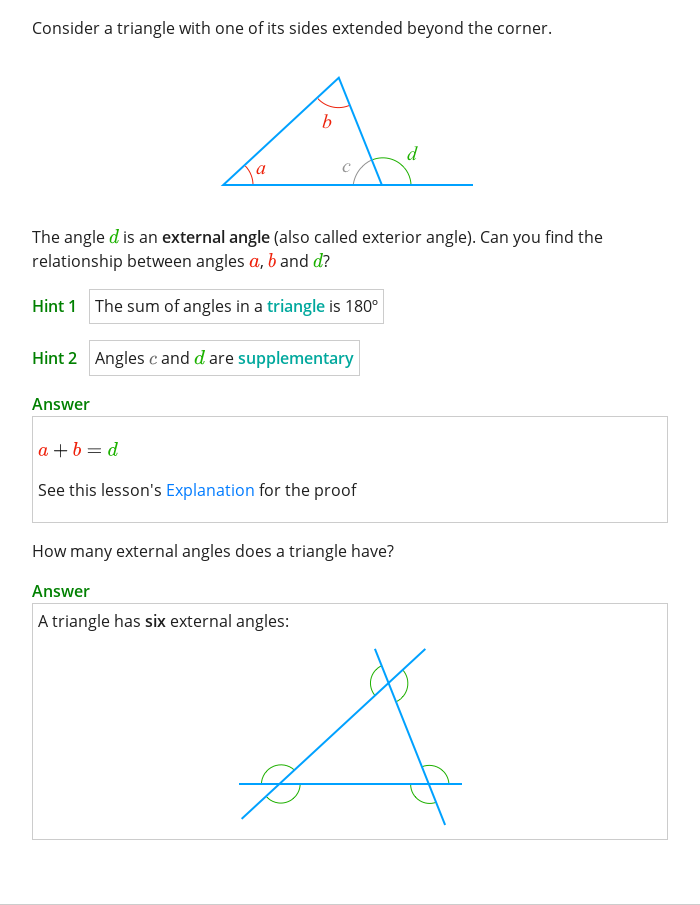 Consider a triangle with one of its sides extended beyond the corner.
b
d
a
c
The angle d is an external angle (also called exterior angle). Can you find the
relationship between angles a, b and d?
Hint 1 The sum of angles in a triangle is 180°
Hint 2 Angles c and d are supplementary
Answer
a + b = d
See this lesson's Explanation for the proof
How many external angles does a triangle have?
Answer
A triangle has six external angles: